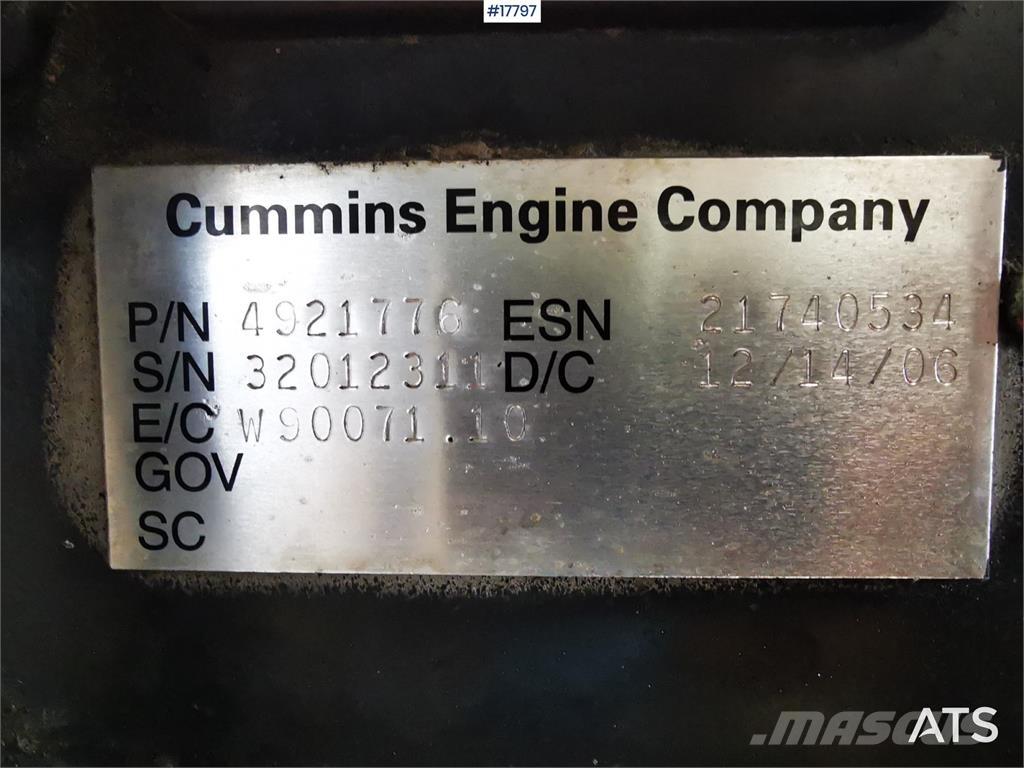 #17797
Cummins Engine Company
P/N 4921776 ESN 21740534
S/N 32012311 D/C 12/14/06
E/C W90071.10
GOV
SC
MASCUS
ATS